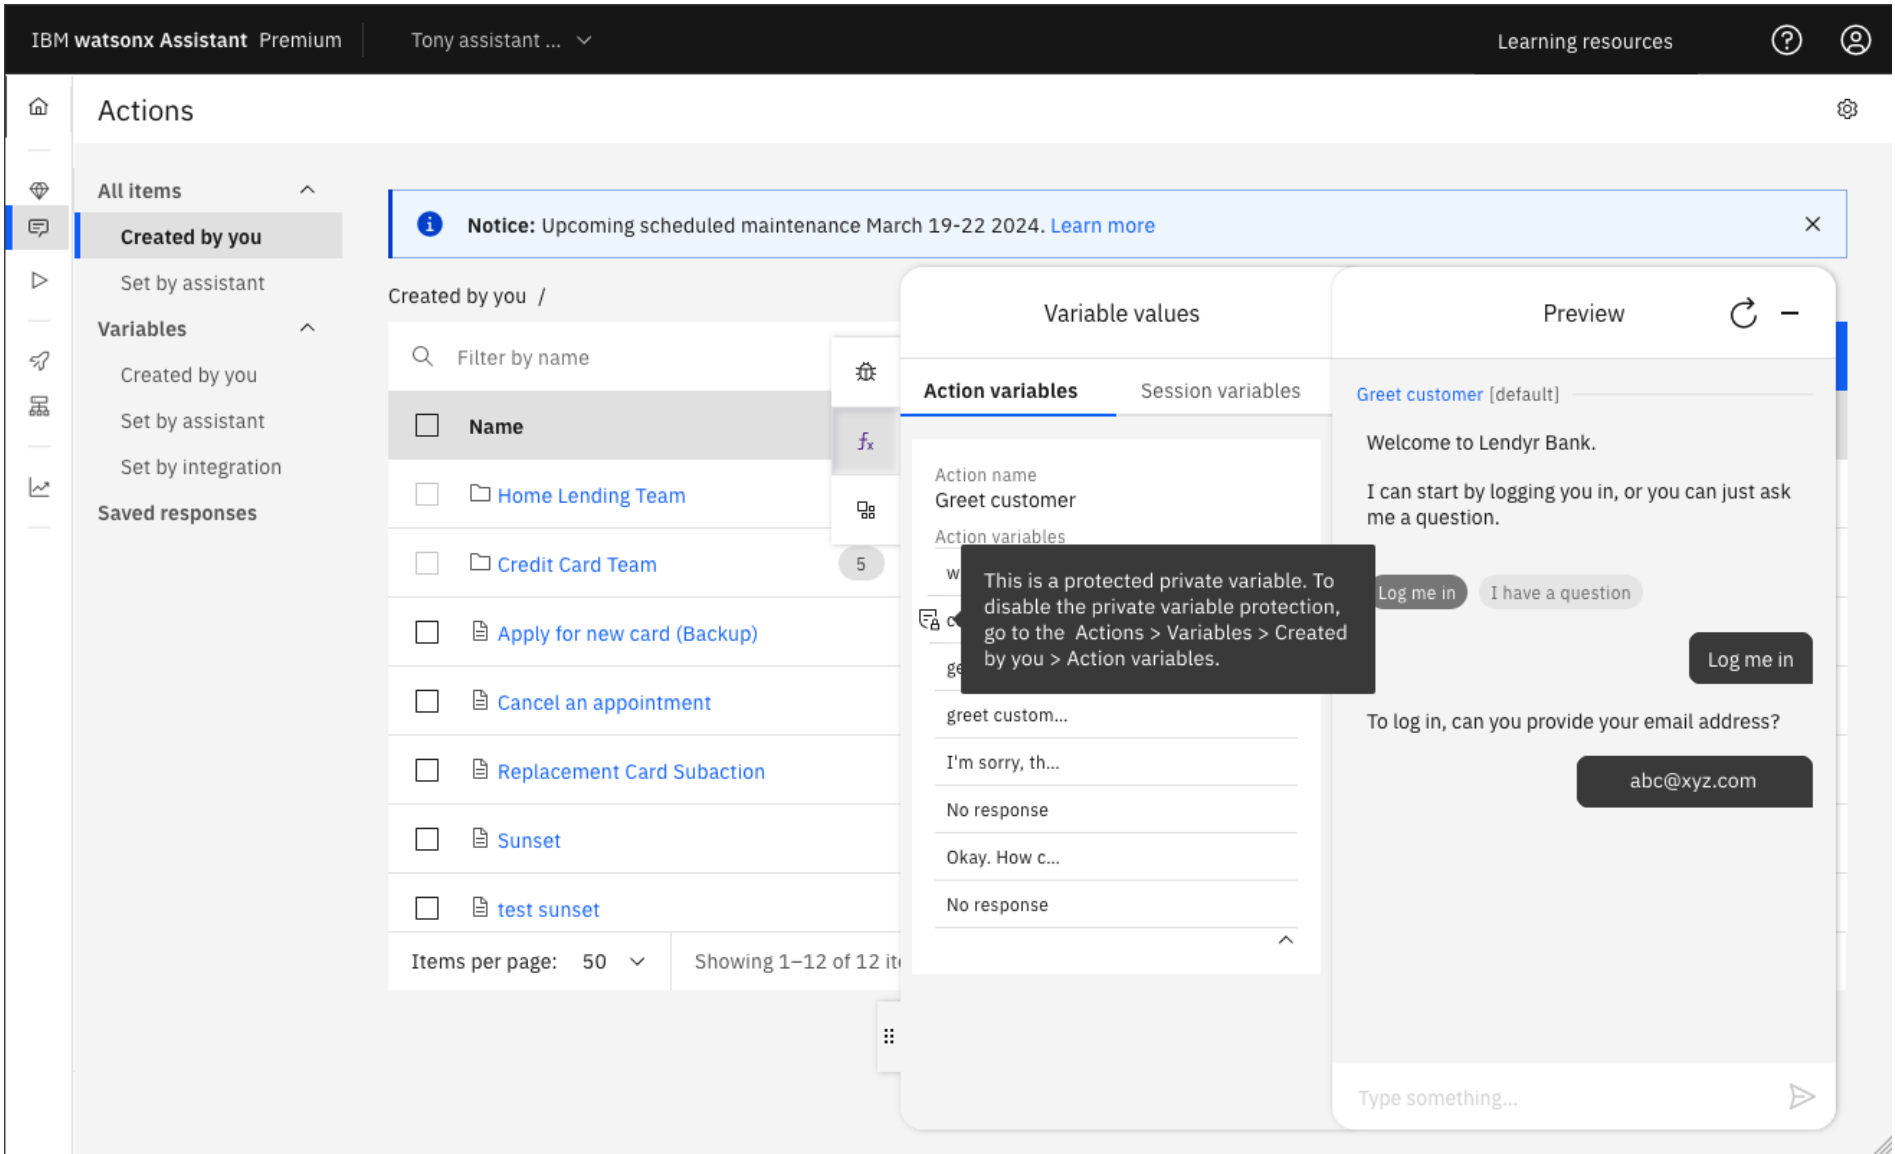 IBM watsonx Assistant Premium
Tony assistant ...
Learning resources
Actions
All items
Created by you
Set by assistant
Variables
Created by you
Set by assistant
Set by integration
Saved responses
Notice: Upcoming scheduled maintenance March 19-22 2024. Learn more
Created by you /
Filter by name
Name
Home Lending Team
Credit Card Team
5
Apply for new card (Backup)
Cancel an appointment
Replacement Card Subaction
Sunset
test sunset
Items per page: 50
Showing 1–12 of 12
Variable values
Action variables
Session variables
Action name
Greet customer
Action variables
This is a protected private variable. To
disable the private variable protection,
go to the Actions > Variables > Created
by you > Action variables.
greet custom...
I'm sorry, th...
No response
Okay. How c...
No response
Preview
Greet customer [default]
Welcome to Lendyr Bank.
I can start by logging you in, or you can just ask
me a question.
Log me in
I have a question
Log me in
To log in, can you provide your email address?
abc@xyz.com
Type something...